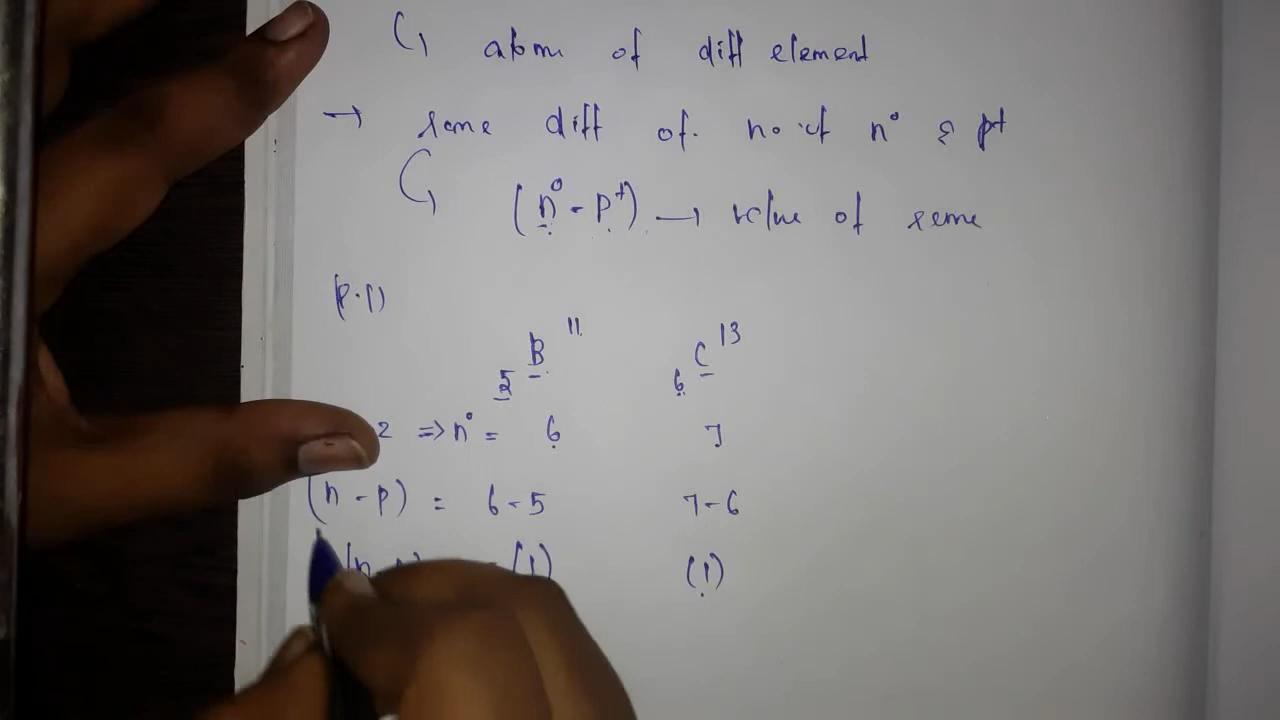 atom of diff element
→ same diff of no. of n° & p+
(n° - p+) → value of same
B 11 C 13
5 6
2 => n° = 6 7
(n - p) = 6 - 5 7 - 6
= (1) (1)